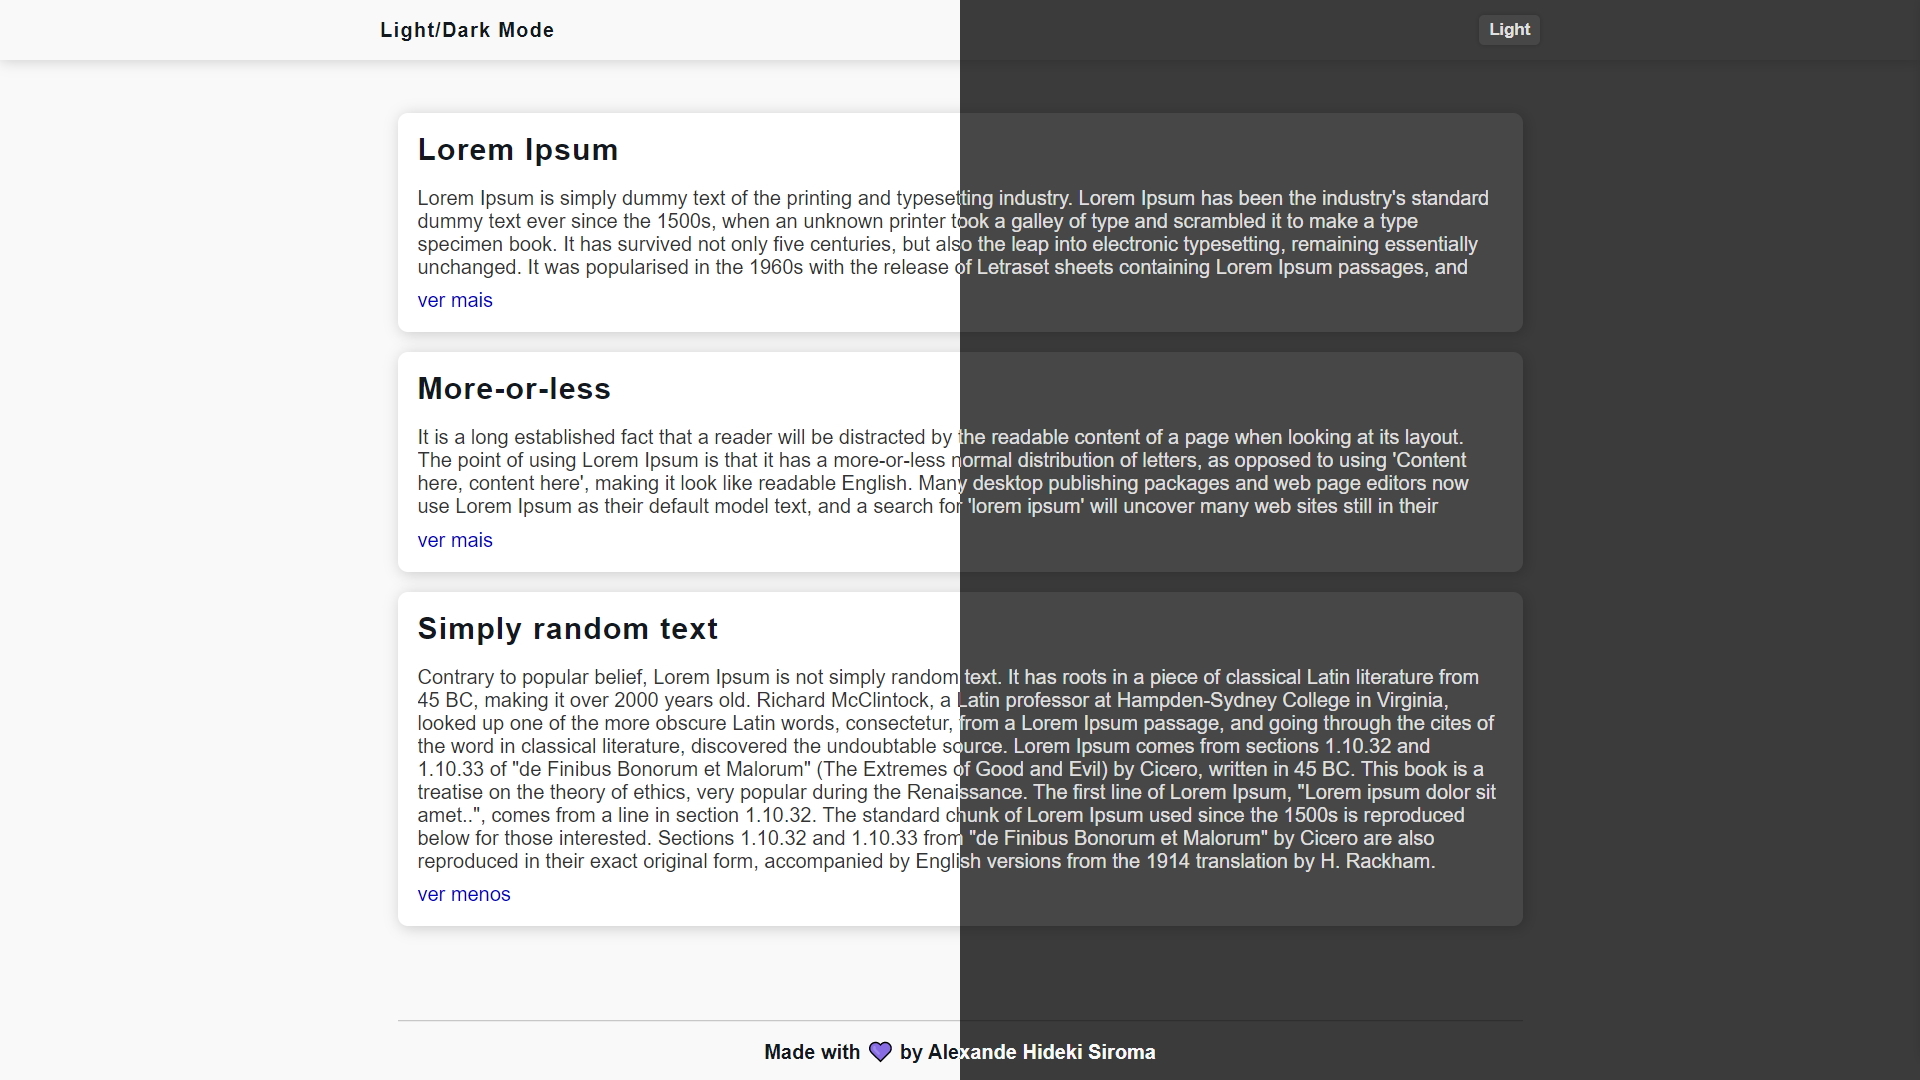 Light/Dark Mode
Light
Lorem Ipsum
Lorem Ipsum is simply dummy text of the printing and typesetting industry. Lorem Ipsum has been the industry's standard
dummy text ever since the 1500s, when an unknown printer took a galley of type and scrambled it to make a type
specimen book. It has survived not only five centuries, but also the leap into electronic typesetting, remaining essentially
unchanged. It was popularised in the 1960s with the release of Letraset sheets containing Lorem Ipsum passages, and
ver mais
More-or-less
It is a long established fact that a reader will be distracted by the readable content of a page when looking at its layout.
The point of using Lorem Ipsum is that it has a more-or-less normal distribution of letters, as opposed to using 'Content
here, content here', making it look like readable English. Many desktop publishing packages and web page editors now
use Lorem Ipsum as their default model text, and a search for 'lorem ipsum' will uncover many web sites still in their
ver mais
Simply random text
Contrary to popular belief, Lorem Ipsum is not simply random text. It has roots in a piece of classical Latin literature from
45 BC, making it over 2000 years old. Richard McClintock, a Latin professor at Hampden-Sydney College in Virginia,
looked up one of the more obscure Latin words, consectetur, from a Lorem Ipsum passage, and going through the cites of
the word in classical literature, discovered the undoubtable source. Lorem Ipsum comes from sections 1.10.32 and
1.10.33 of "de Finibus Bonorum et Malorum" (The Extremes of Good and Evil) by Cicero, written in 45 BC. This book is a
treatise on the theory of ethics, very popular during the Renaissance. The first line of Lorem Ipsum, "Lorem ipsum dolor sit
amet..", comes from a line in section 1.10.32. The standard chunk of Lorem Ipsum used since the 1500s is reproduced
below for those interested. Sections 1.10.32 and 1.10.33 from "de Finibus Bonorum et Malorum" by Cicero are also
reproduced in their exact original form, accompanied by English versions from the 1914 translation by H. Rackham.
ver menos
Made with 💜 by Alexande Hideki Siroma